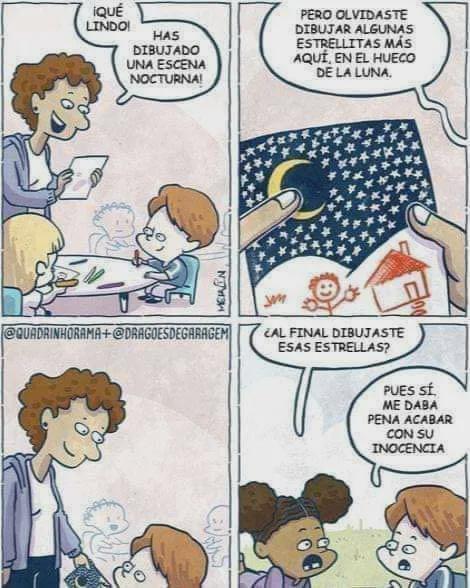 ¡QUÉ
LINDO!
HAS
DIBUJADO
UNA ESCENA
NOCTURNA!
PERO OLVIDASTE
DIBUJAR ALGUNAS
ESTRELLITAS MÁS
AQUÍ, EN EL HUECO
DE LA LUNA.
MERLÍN
@QUADRINHORAMA+@DRAGOESDEGARAGEM
¿AL FINAL DIBUJASTE
ESAS ESTRELLAS?
PUES SÍ,
ME DABA
PENA ACABAR
CON SU
INOCENCIA